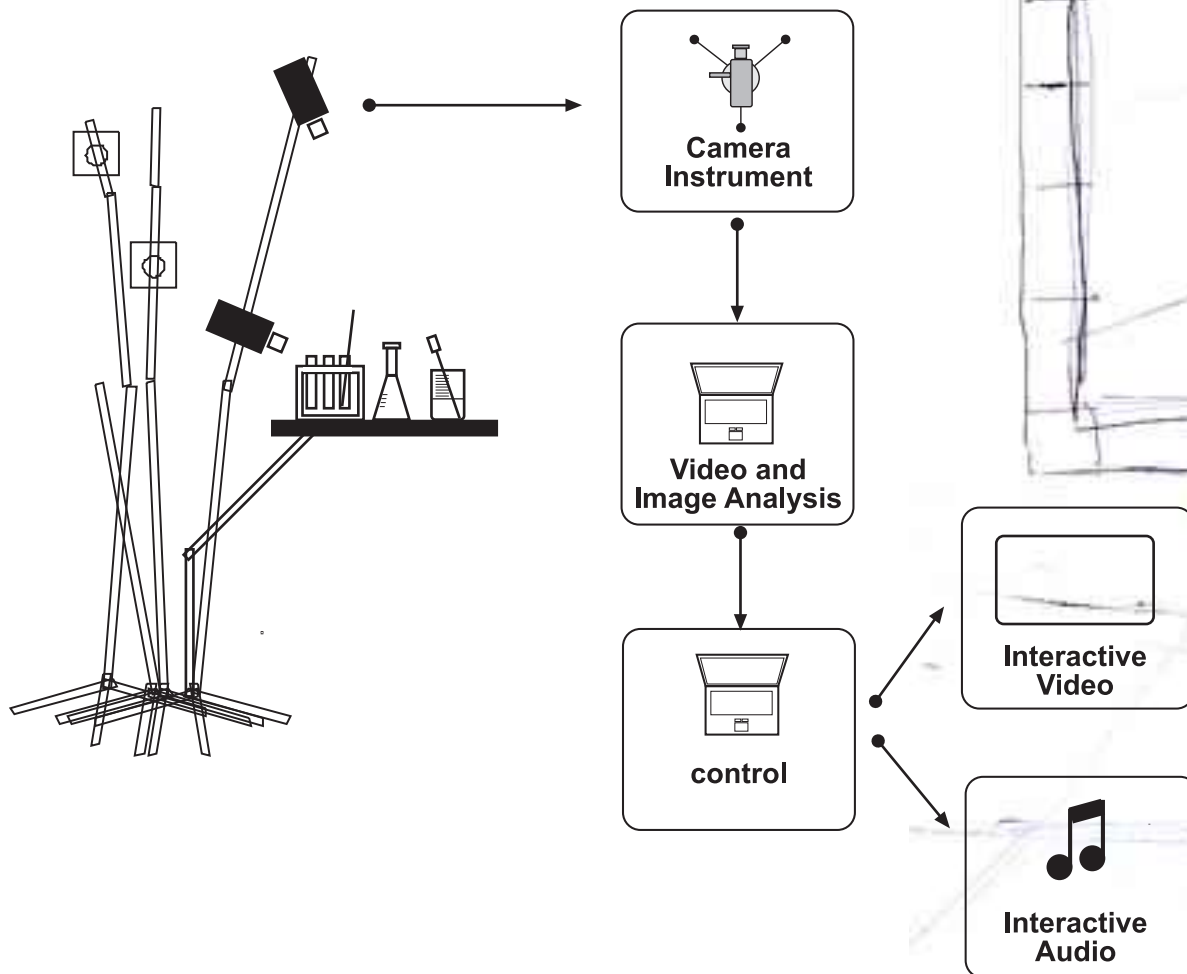 Camera
Instrument
Video and
Image Analysis
control
Interactive
Video
Interactive
Audio